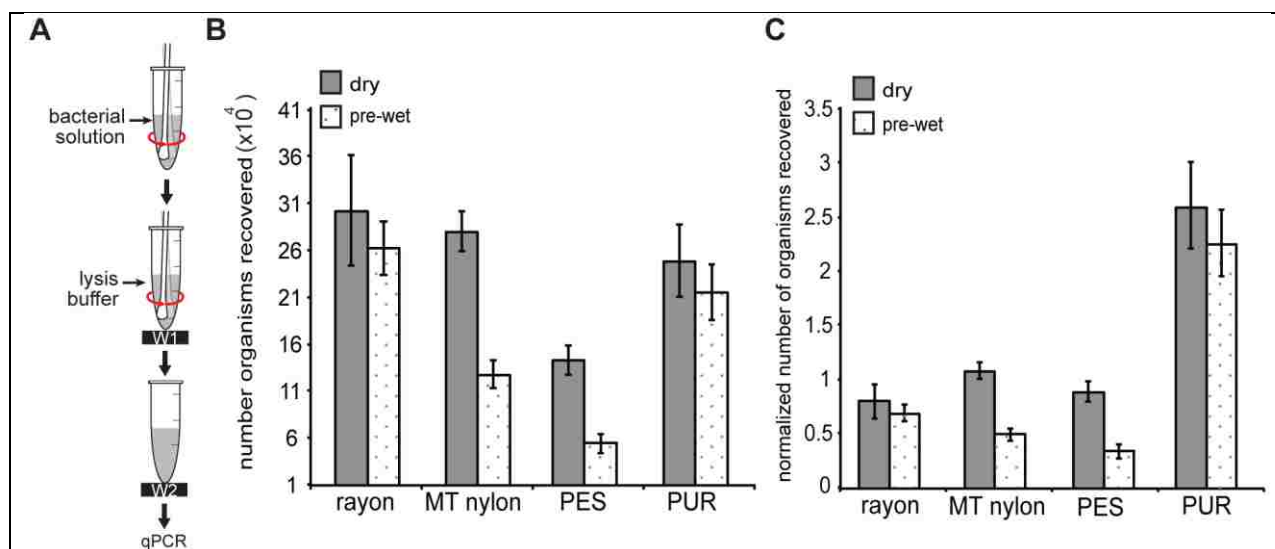 A
bacterial
solution
lysis
buffer
W1
W2
qPCR
B
number organisms recovered (x10⁴)
dry
pre-wet
41
36
31
26
21
16
11
6
1
rayon MT nylon PES PUR
C
normalized number of organisms recovered
dry
pre-wet
3.5
3
2.5
2
1.5
1
0.5
0
rayon MT nylon PES PUR